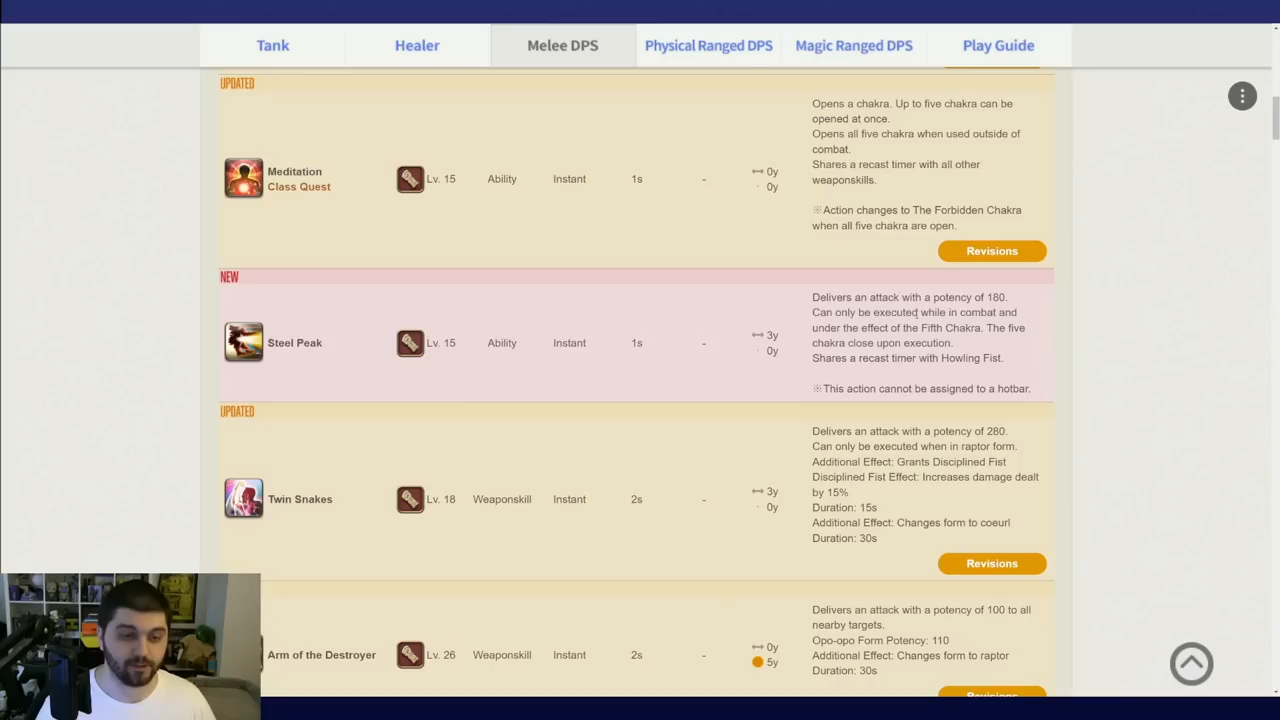 Tank
Healer
Melee DPS
Physical Ranged DPS
Magic Ranged DPS
Play Guide
UPDATED
Meditation
Class Quest
Lv. 15
Ability
Instant
1s
-
0y
0y
Opens a chakra. Up to five chakra can be
opened at once.
Opens all five chakra when used outside of
combat.
Shares a recast timer with all other
weaponskills.
※Action changes to The Forbidden Chakra
when all five chakra are open.
Revisions
NEW
Steel Peak
Lv. 15
Ability
Instant
1s
-
3y
0y
Delivers an attack with a potency of 180.
Can only be executed while in combat and
under the effect of the Fifth Chakra. The five
chakra close upon execution.
Shares a recast timer with Howling Fist.
※This action cannot be assigned to a hotbar.
UPDATED
Twin Snakes
Lv. 18
Weaponskill
Instant
2s
-
3y
0y
Delivers an attack with a potency of 280.
Can only be executed when in raptor form.
Additional Effect: Grants Disciplined Fist
Disciplined Fist Effect: Increases damage dealt
by 15%
Duration: 15s
Additional Effect: Changes form to coeurl
Duration: 30s
Revisions
Arm of the Destroyer
Lv. 26
Weaponskill
Instant
2s
-
0y
5y
Delivers an attack with a potency of 100 to all
nearby targets.
Opo-opo Form Potency: 110
Additional Effect: Changes form to raptor
Duration: 30s
Revisions